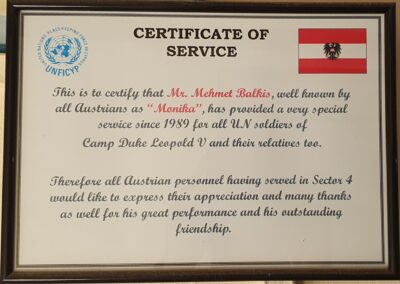 CERTIFICATE OF
SERVICE
UNFICYP
This is to certify that Mr. Mehmet Balkis, well known by
all Austrians as "Monika", has provided a very special
service since 1989 for all U.N soldiers of
Camp Duke Leopold V and their relatives too.
Therefore all Austrian personnel having served in Sector 4
would like to express their appreciation and many thanks
as well for his great performance and his outstanding
friendship.